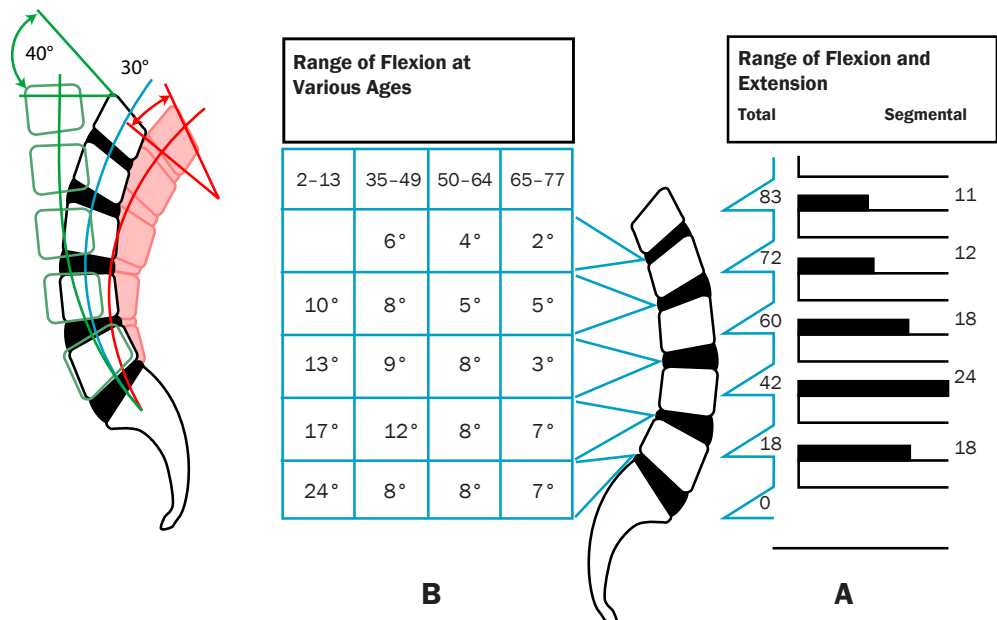 40°
30°
Range of Flexion at
Various Ages
2–13 35–49 50–64 65–77
6° 4° 2°
10° 8° 5° 5°
13° 9° 8° 3°
17° 12° 8° 7°
24° 8° 8° 7°
B
Range of Flexion and
Extension
Total Segmental
83 11
72 12
60 18
42 24
18 18
0
A